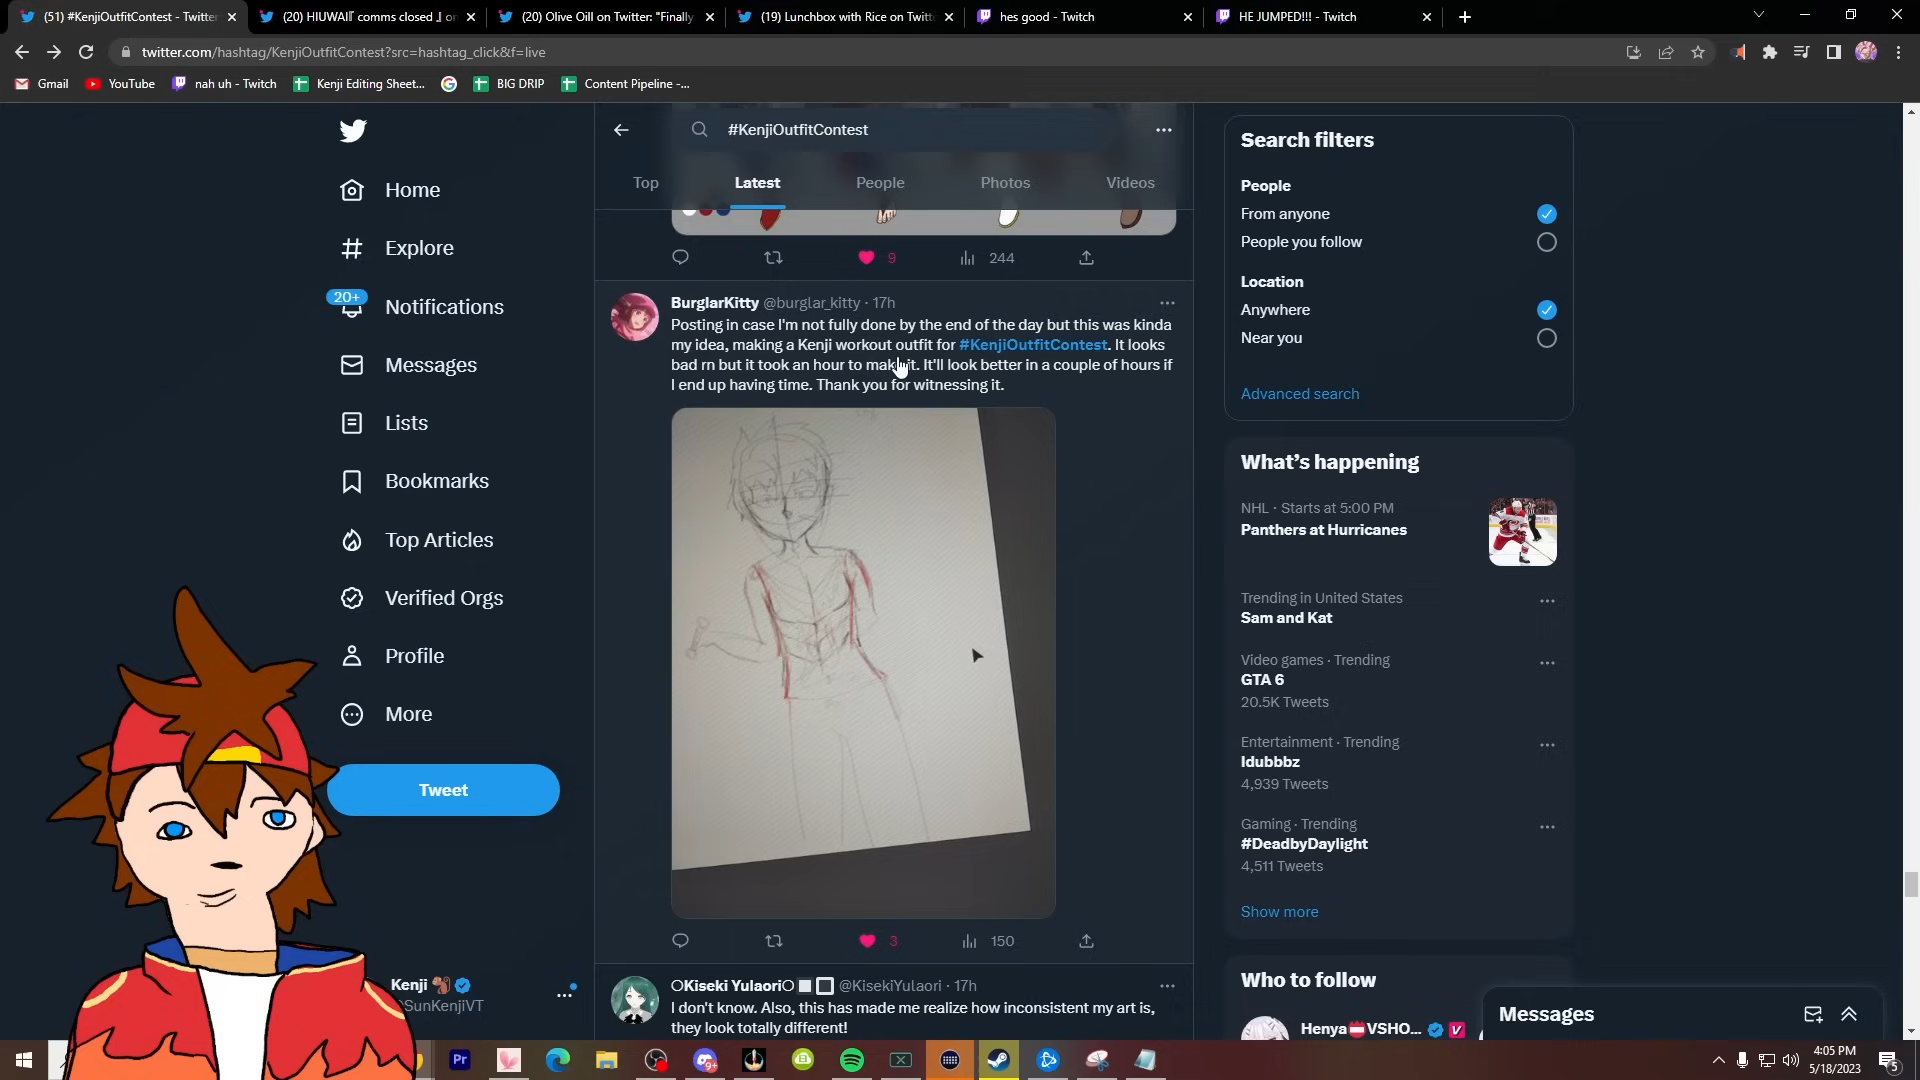 (51) #KenjiOutfitContest - Twitter
(20) HIUWAII『 comms closed 』 on
(20) Olive Oill on Twitter: "Finally
(19) Lunchbox with Rice on Twitt
hes good - Twitch
HE JUMPED!!! - Twitch
twitter.com/hashtag/KenjiOutfitContest?src=hashtag_click&f=live
Gmail
YouTube
nah uh - Twitch
Kenji Editing Sheet...
BIG DRIP
Content Pipeline -...
#KenjiOutfitContest
Top
Latest
People
Photos
Videos
Home
Explore
20+
Notifications
Messages
Lists
Bookmarks
Top Articles
Verified Orgs
Profile
More
Tweet
Kenji
@SunKenjiVT
9
244
BurglarKitty @burglar_kitty · 17h
Posting in case I'm not fully done by the end of the day but this was kinda
my idea, making a Kenji workout outfit for #KenjiOutfitContest. It looks
bad rn but it took an hour to make it. It'll look better in a couple of hours if
I end up having time. Thank you for witnessing it.
3
150
Kiseki Yulaori @KisekiYulaori · 17h
I don't know. Also, this has made me realize how inconsistent my art is,
they look totally different!
Search filters
People
From anyone
People you follow
Location
Anywhere
Near you
Advanced search
What's happening
NHL · Starts at 5:00 PM
Panthers at Hurricanes
Trending in United States
Sam and Kat
Video games · Trending
GTA 6
20.5K Tweets
Entertainment · Trending
Idubbbz
4,939 Tweets
Gaming · Trending
#DeadbyDaylight
4,511 Tweets
Show more
Who to follow
Henya VSHO...
Messages
Pr
9+
4:05 PM
5/18/2023
5